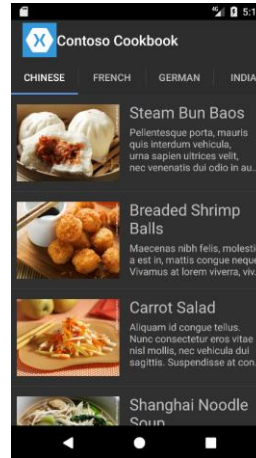 4G 5:1
Contoso Cookbook
CHINESE FRENCH GERMAN INDIA
Steam Bun Baos
Pellentesque porta, mauris
quis interdum vehicula,
urna sapien ultrices velit,
nec venenatis dui odio in au..
Breaded Shrimp
Balls
Maecenas nibh felis, molesti
a est in, mattis congue neque
Vivamus at lorem viverra, viv..
Carrot Salad
Aliquam id congue tellus.
Nunc consectetur eros vitae
nisl mollis, nec vehicula dui
sagittis. Suspendisse at con..
Shanghai Noodle
Soup